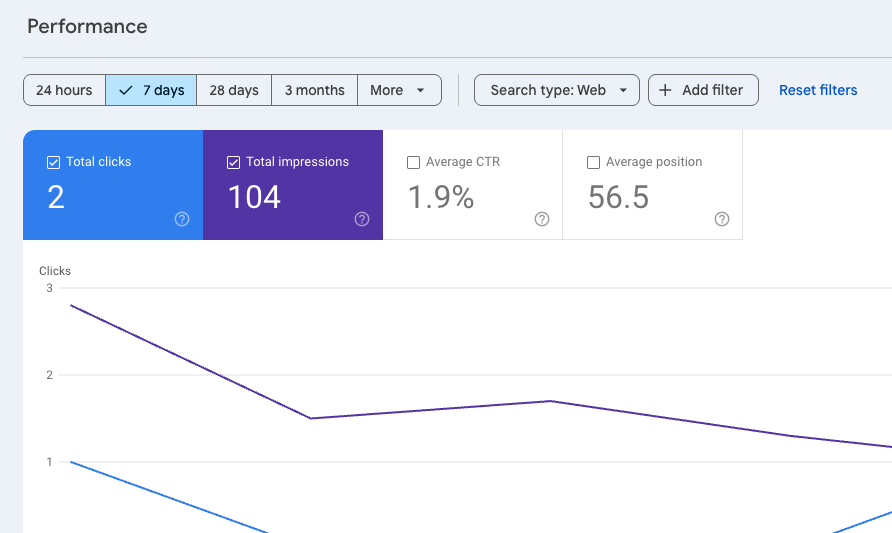 Performance
24 hours 7 days 28 days 3 months More Search type: Web Add filter Reset filters
Total clicks Total impressions Average CTR Average position
2 104 1.9% 56.5
Clicks
3
2
1